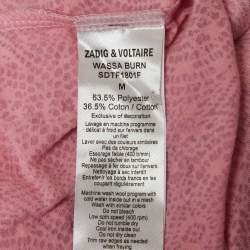 ZADIG & VOLTAIRE
WASSA BURN
SDTF1801F
M
63.5% Polyester
36.5% Coton / Cotton
Exclusive of decoration
Lavage en machine programme
délicat à froid sur l'envers dans
un filet
Laver avec des couleurs similaires
Ne pas blanchir
Essorage faible (400 tr/mn)
Ne pas sécher en tambour
Repassage à fer doux sur l'envers
Nettoyage à sec interdit
Entretenir les bords francs en les
coupant régulièrement
Machine wash wool program with
cold water inside out in a mesh
Wash with similar colors
Do not bleach
Low spin speed (400 rpm)
Do not tumble dry
Cool iron inside out
Do not dry clean
Trim raw edges as needed
when fraying